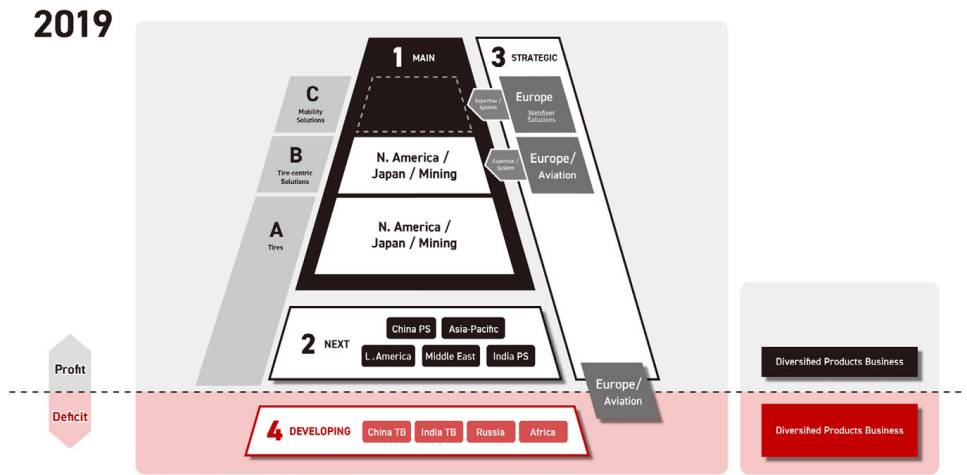 2019
1 MAIN
3 STRATEGIC
C
Mobility
Solutions
Expertise /
System
Europe
Webfleet
Solutions
B
Tire-centric
Solutions
N. America /
Japan / Mining
Expertise /
System
Europe/
Aviation
A
Tires
N. America /
Japan / Mining
2 NEXT
China PS
Asia-Pacific
L. America
Middle East
India PS
Profit
Deficit
Europe/
Aviation
Diversified Products Business
4 DEVELOPING
China TB
India TB
Russia
Africa
Diversified Products Business